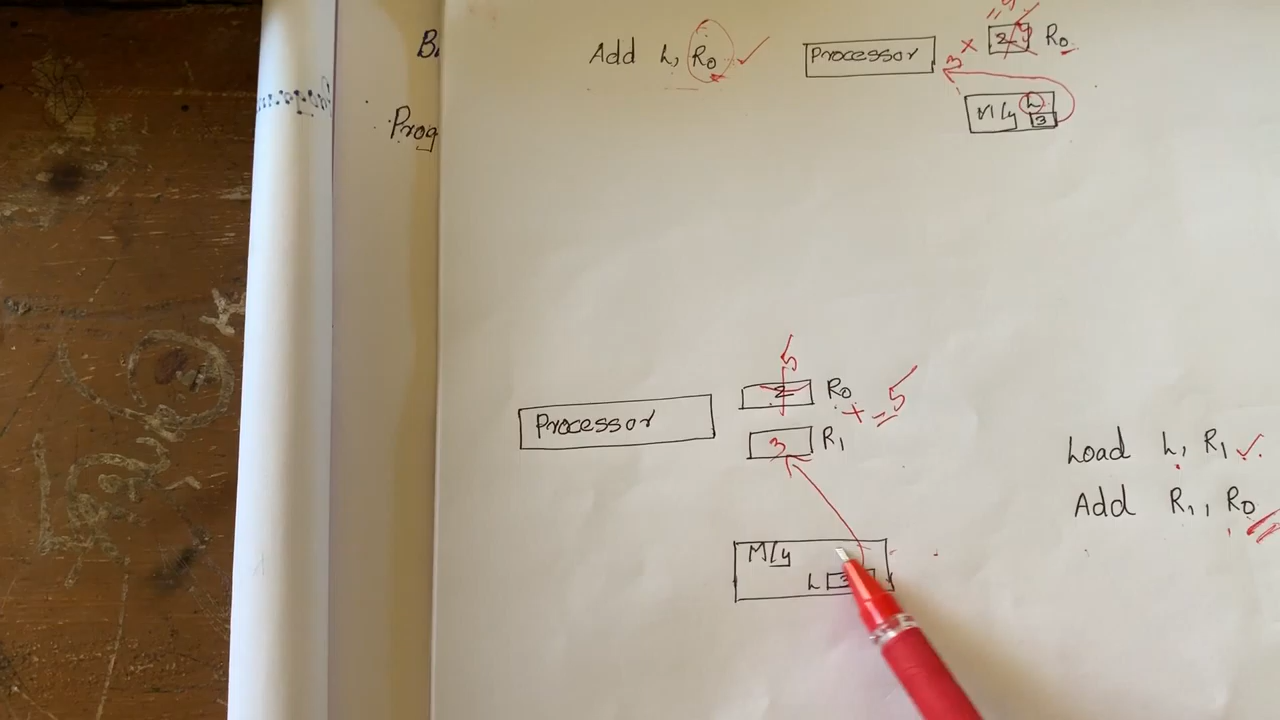 Add L, R0 ✓ Processor 3 + 2 R0
M/y L 3
Prog
5
2 R0 + = 5
Processor 3 R1
Load L, R1 ✓
Add R1, R0
M/y
L